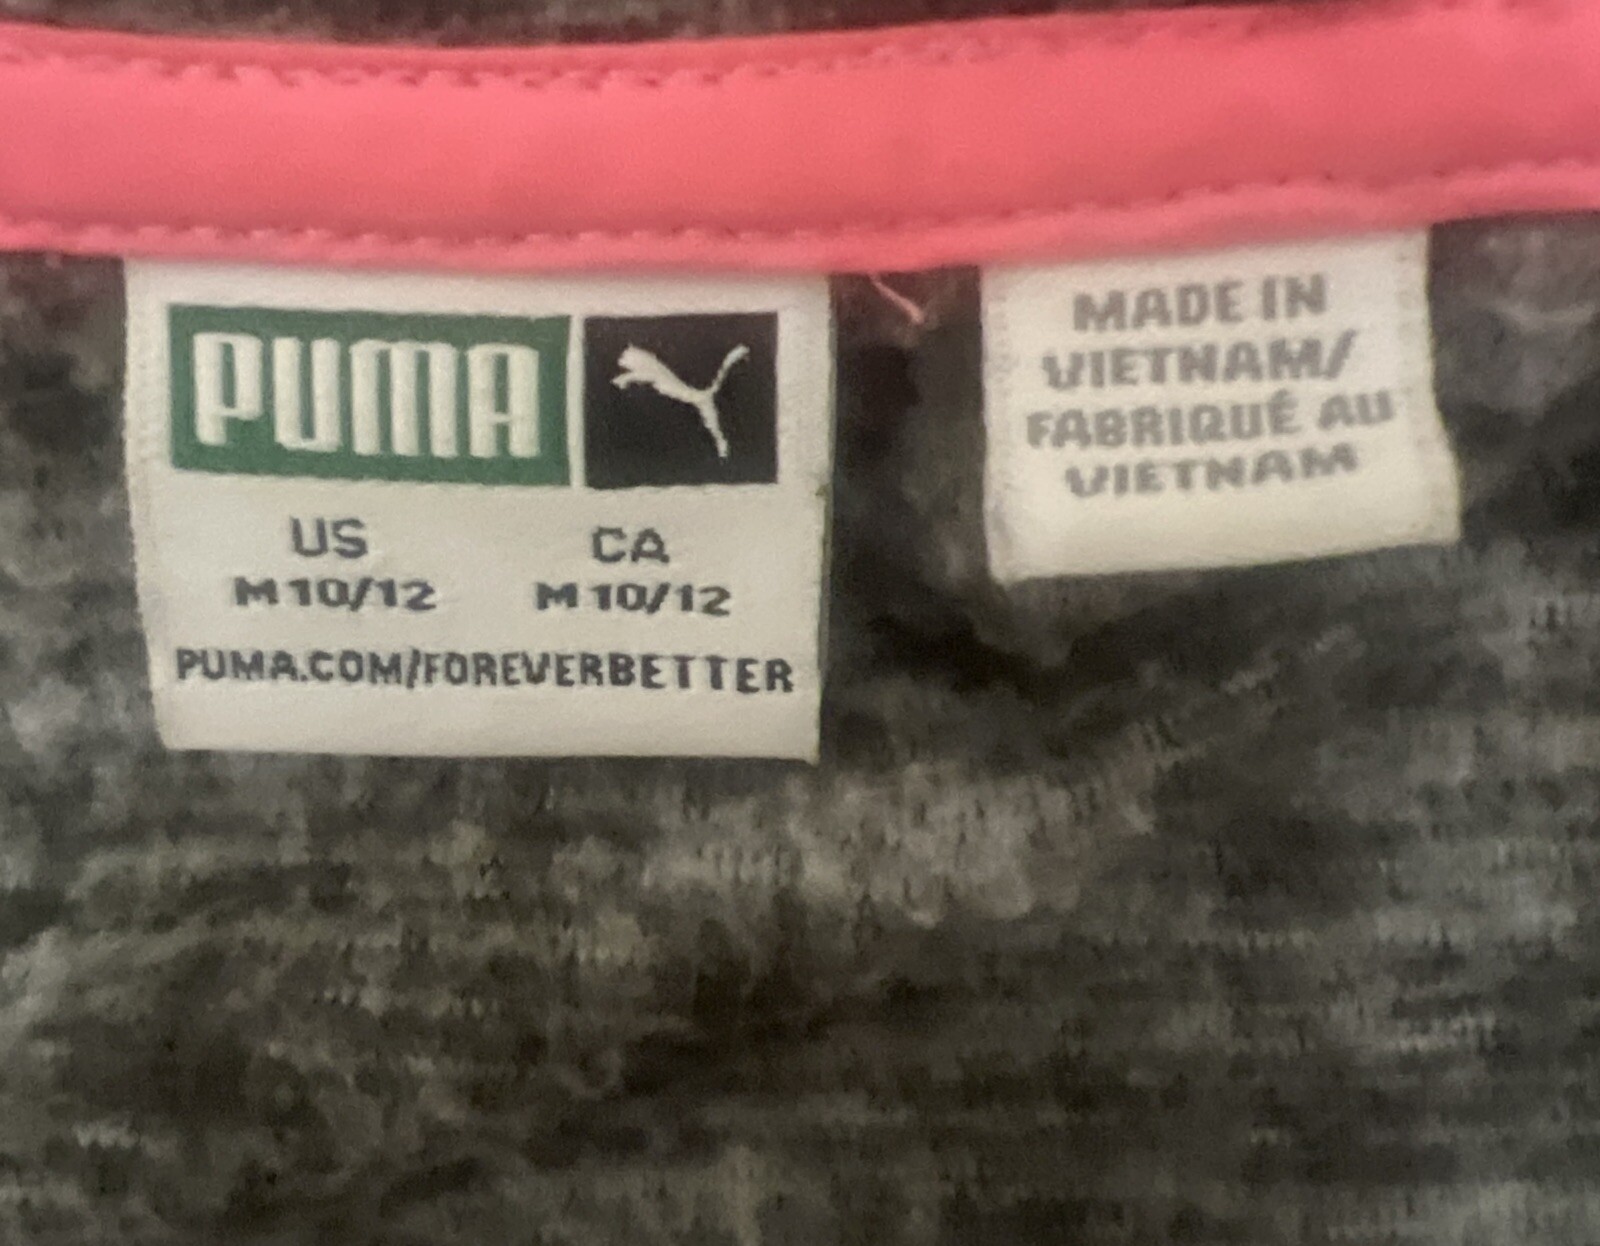 PUMA
US CA
M 10/12 M 10/12
PUMA.COM/FOREVERBETTER
MADE IN
VIETNAM/
FABRIQUÉ AU
VIETNAM